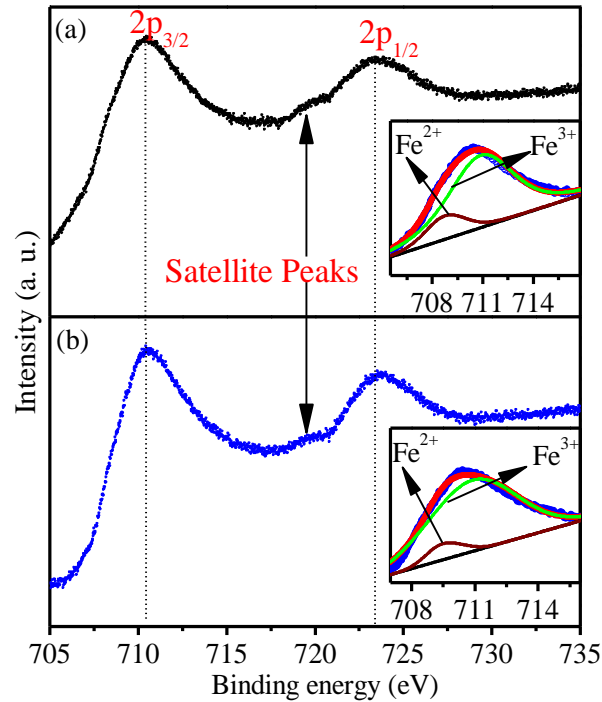 (a)
2p3/2
2p1/2
Fe2+
Fe3+
708 711 714
Satellite Peaks
(b)
Fe2+
Fe3+
708 711 714
Intensity (a. u.)
705 710 715 720 725 730 735
Binding energy (eV)